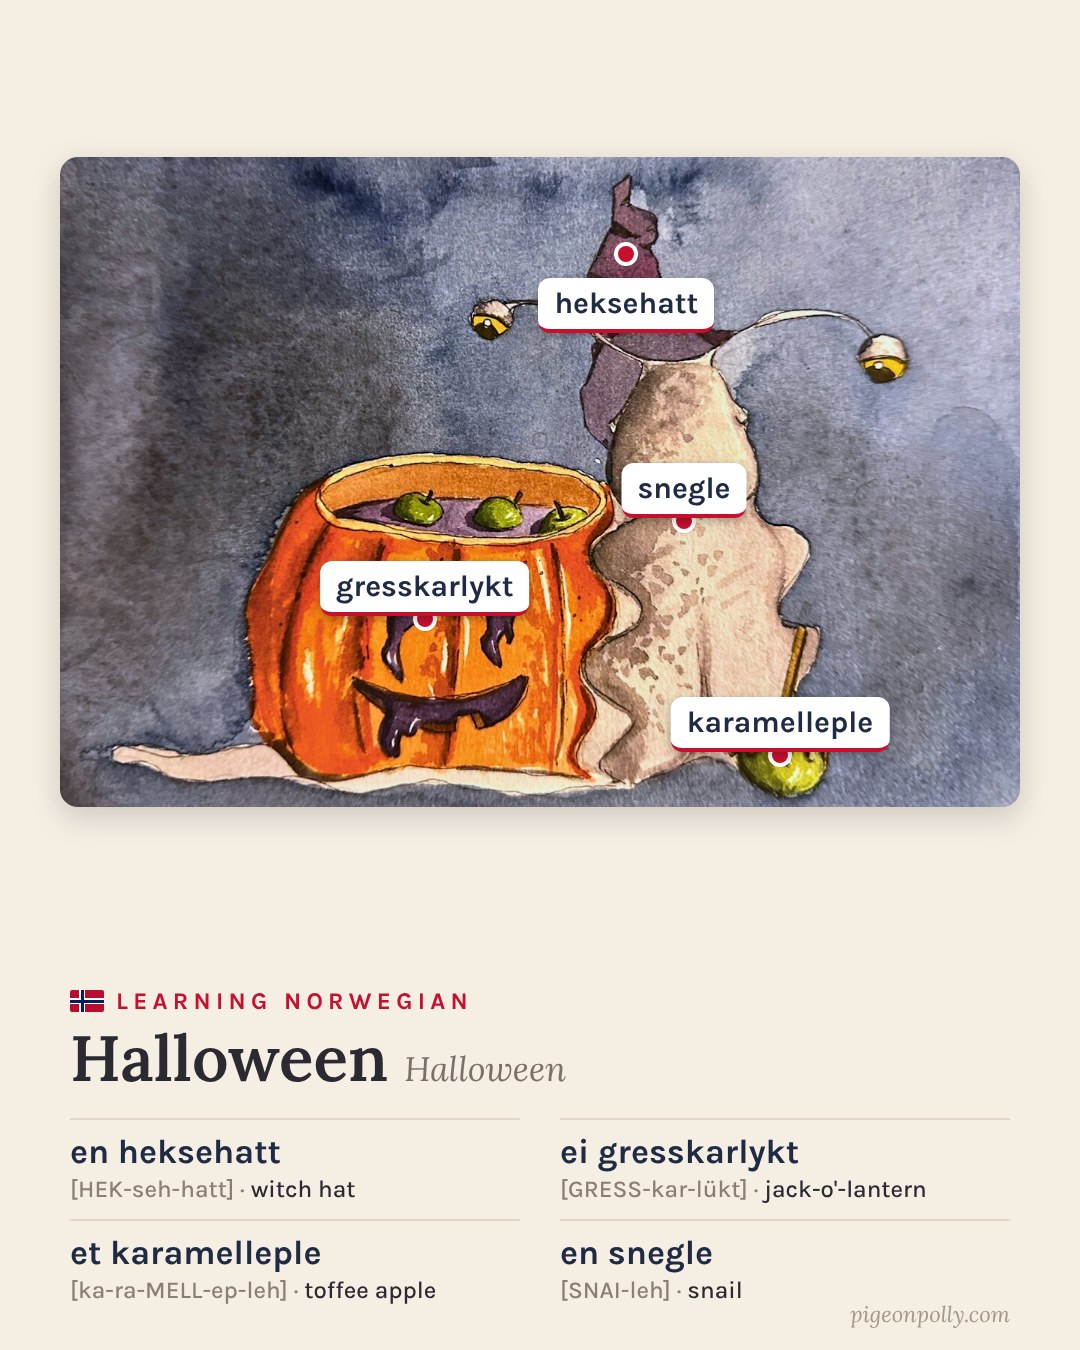 heksehatt
snegle
gresskarlykt
karamelleple
LEARNING NORWEGIAN
Halloween Halloween
en heksehatt
[HEK-seh-hatt] · witch hat
ei gresskarlykt
[GRESS-kar-lükt] · jack-o'-lantern
et karamelleple
[ka-ra-MELL-ep-leh] · toffee apple
en snegle
[SNAI-leh] · snail
pigeonpolly.com